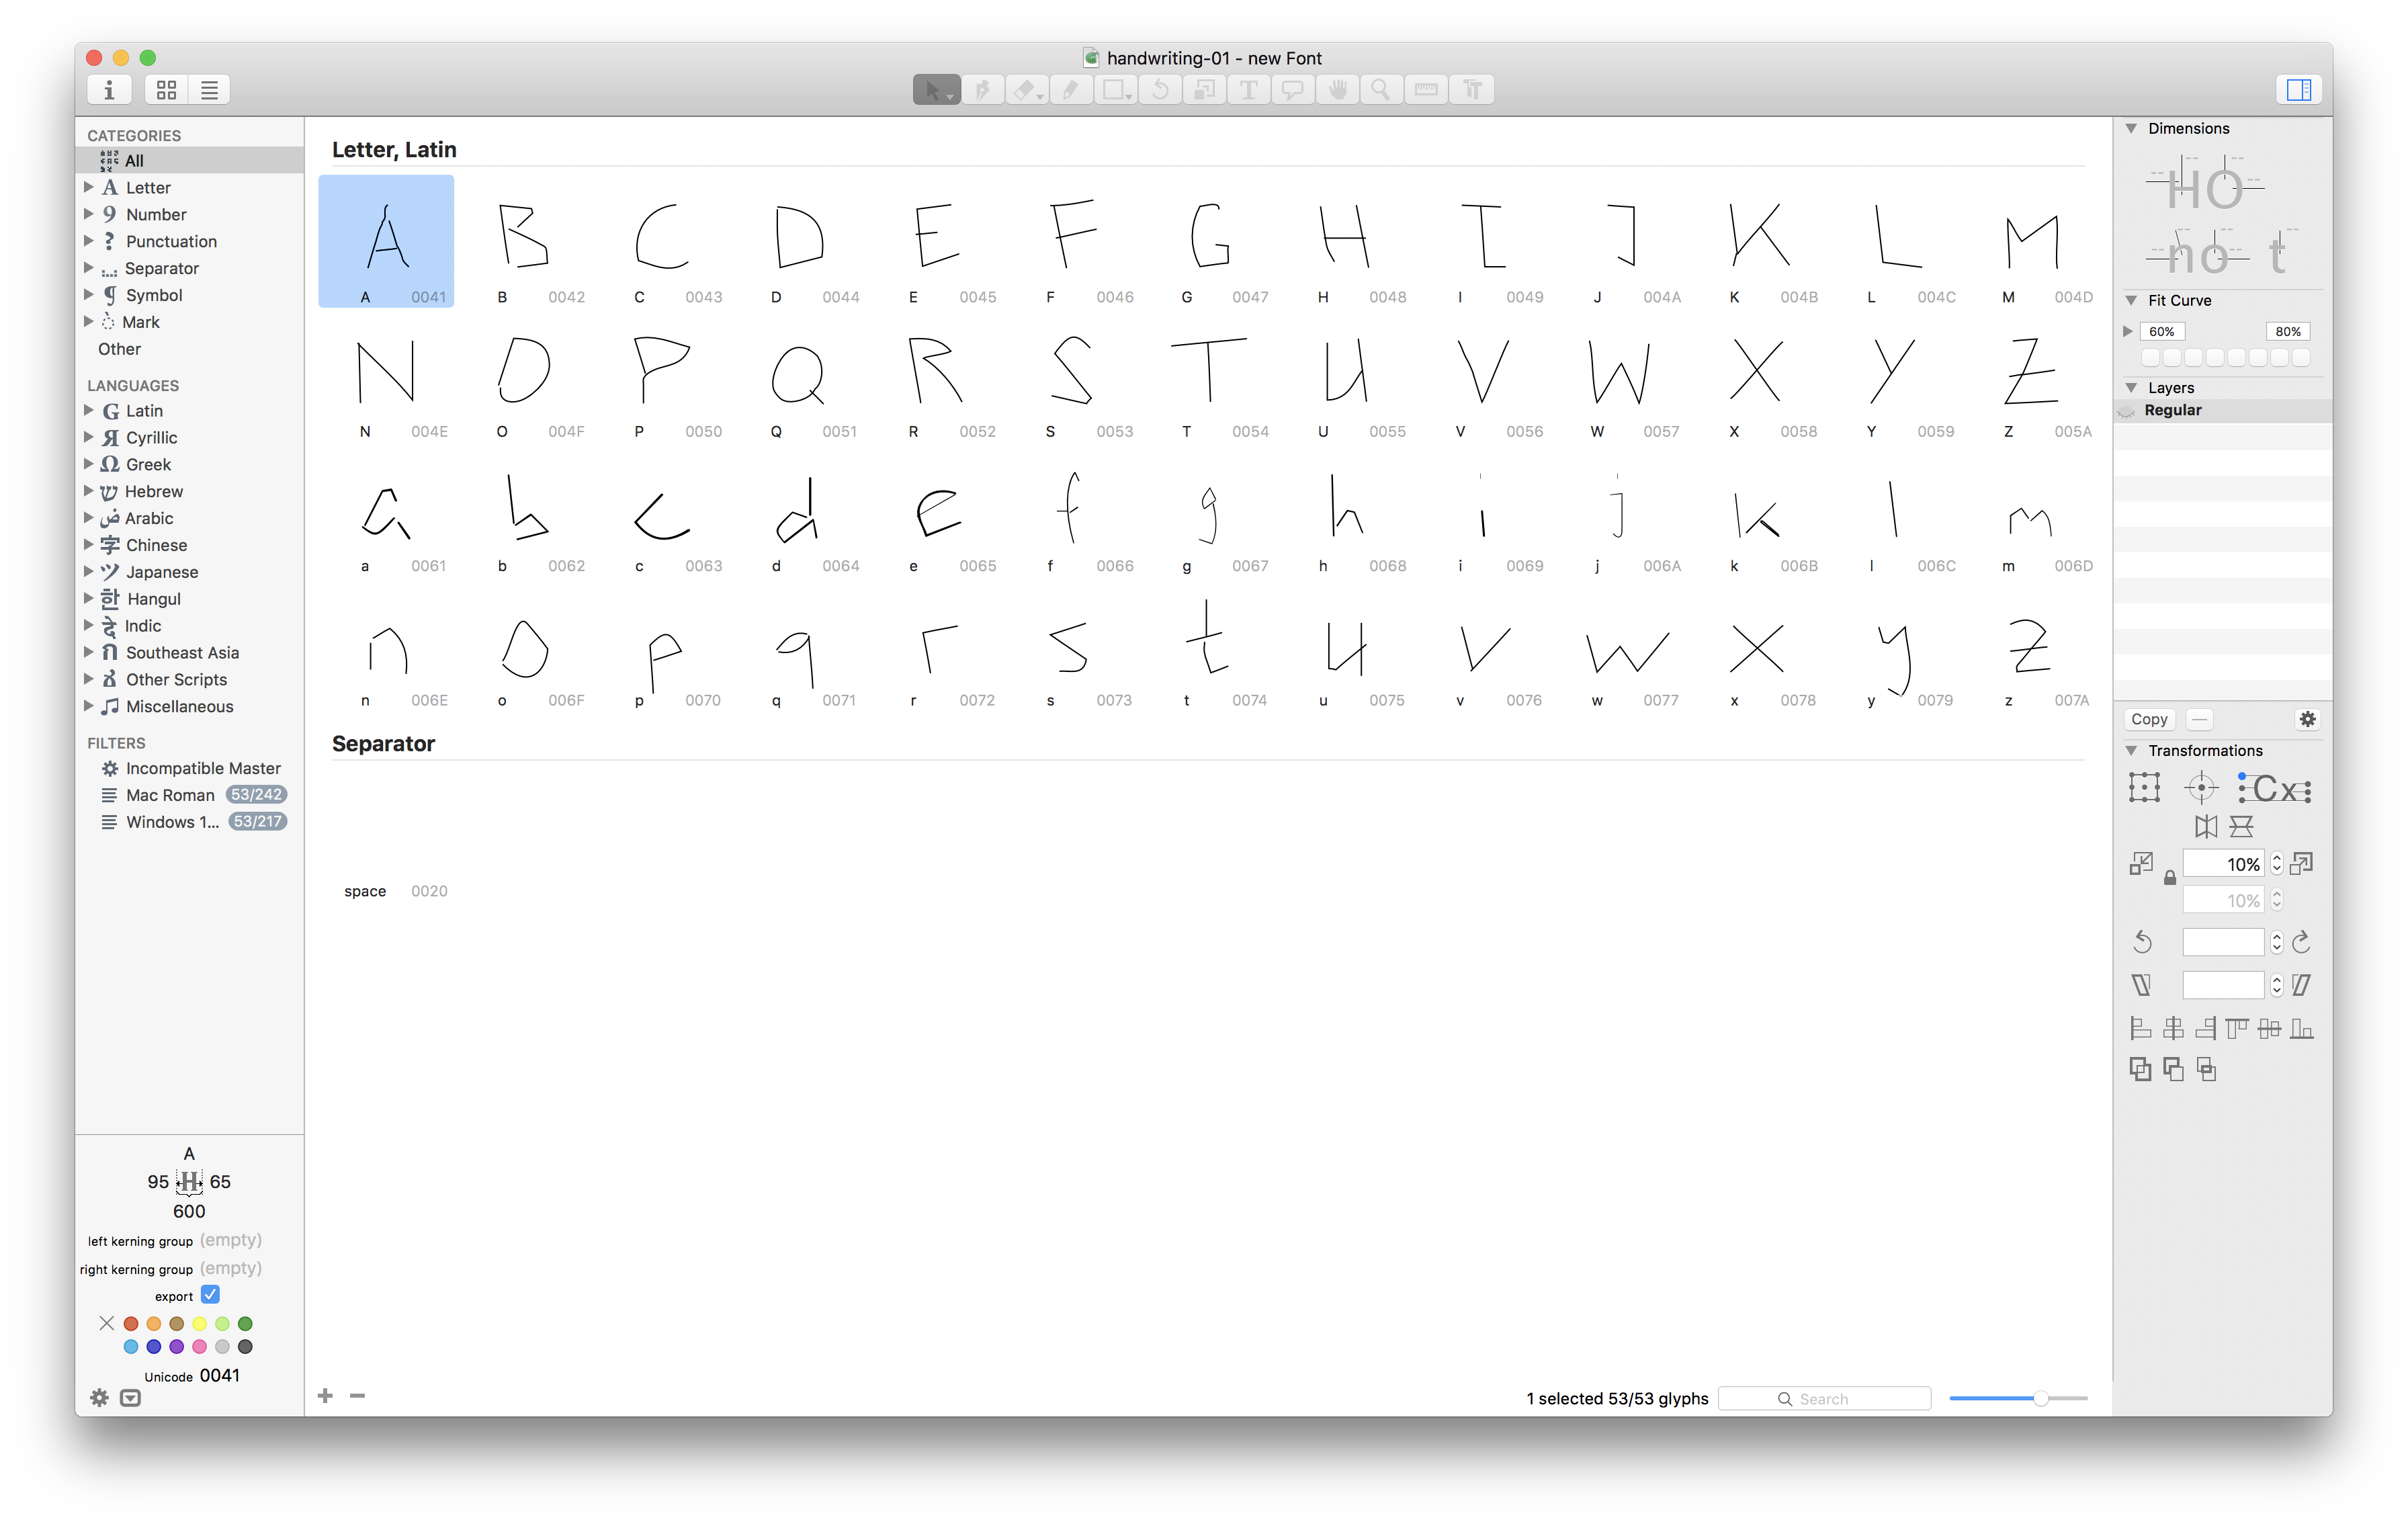 handwriting-01 - new Font
CATEGORIES
All
Letter
Number
Punctuation
Separator
Symbol
Mark
Other
LANGUAGES
Latin
Cyrillic
Greek
Hebrew
Arabic
Chinese
Japanese
Hangul
Indic
Southeast Asia
Other Scripts
Miscellaneous
FILTERS
Incompatible Master
Mac Roman 53/242
Windows 1... 53/217
A
95 H 65
600
left kerning group (empty)
right kerning group (empty)
export
Unicode 0041
Letter, Latin
A B C D E F G H I J K L M
A 0041 B 0042 C 0043 D 0044 E 0045 F 0046 G 0047 H 0048 I 0049 J 004A K 004B L 004C M 004D
N O P Q R S T U V W X Y Z
N 004E O 004F P 0050 Q 0051 R 0052 S 0053 T 0054 U 0055 V 0056 W 0057 X 0058 Y 0059 Z 005A
a b c d e f g h i j k l m
a 0061 b 0062 c 0063 d 0064 e 0065 f 0066 g 0067 h 0068 i 0069 j 006A k 006B l 006C m 006D
n o p q r s t u v w x y z
n 006E o 006F p 0070 q 0071 r 0072 s 0073 t 0074 u 0075 v 0076 w 0077 x 0078 y 0079 z 007A
Separator
space 0020
1 selected 53/53 glyphs
Search
Dimensions
HO
no t
Fit Curve
60% 80%
Layers
Regular
Copy
Transformations
Cx
10%
10%